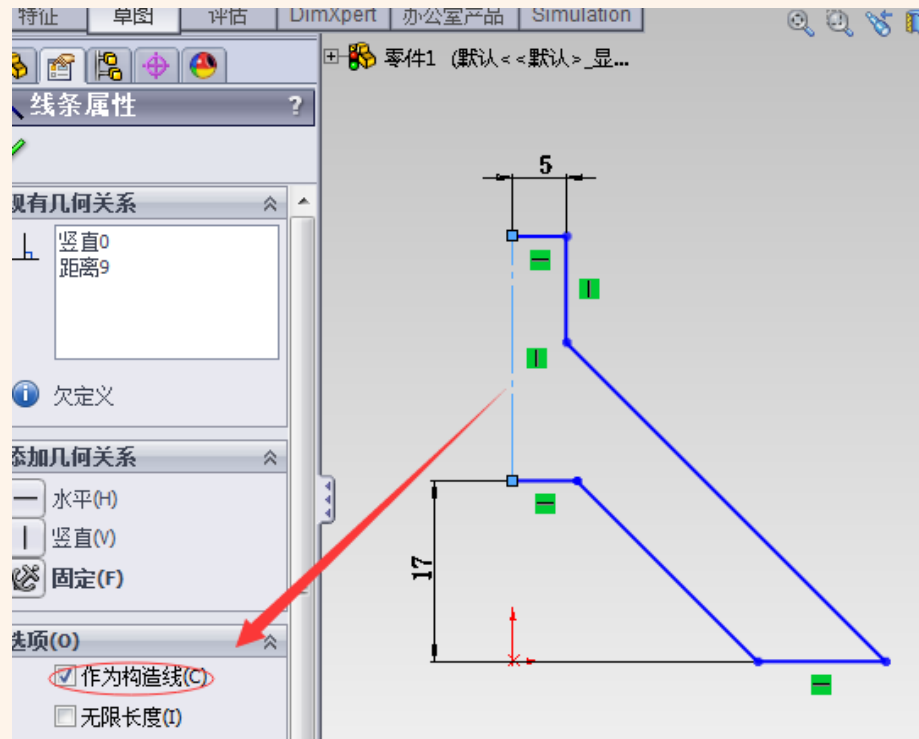 特征 草图 评估 DimXpert 办公室产品 Simulation
零件1 (默认<<默认>_显...
线条属性 ?
现有几何关系
竖直0
距离9
欠定义
添加几何关系
水平(H)
竖直(V)
固定(F)
选项(O)
作为构造线(C)
无限长度(I)
5
17